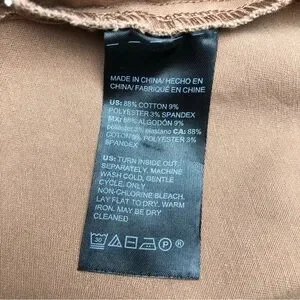 MADE IN CHINA/ HECHO EN
CHINA/ FABRIQUÉ EN CHINE
US: 88% COTTON 9%
POLYESTER 3% SPANDEX
MX: 88% ALGODÓN 9%
poliéster 3% elastano CA: 88%
COTON9% POLYESTER 3%
SPANDEX
US: TURN INSIDE OUT
SEPARATELY, MACHINE
WASH COLD, GENTLE
CYCLE. ONLY
NON-CHLORINE BLEACH.
LAY FLAT TO DRY. WARM
IRON. MAY BE DRY
CLEANED
30 P ®